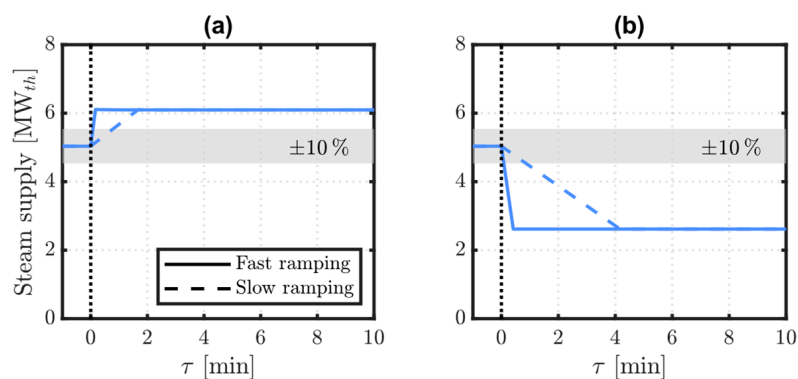 (a)
(b)
Steam supply [MW_th]
8
6
4
2
0
±10 %
Fast ramping
Slow ramping
0 2 4 6 8 10
τ [min]
8
6
4
2
0
±10 %
0 2 4 6 8 10
τ [min]